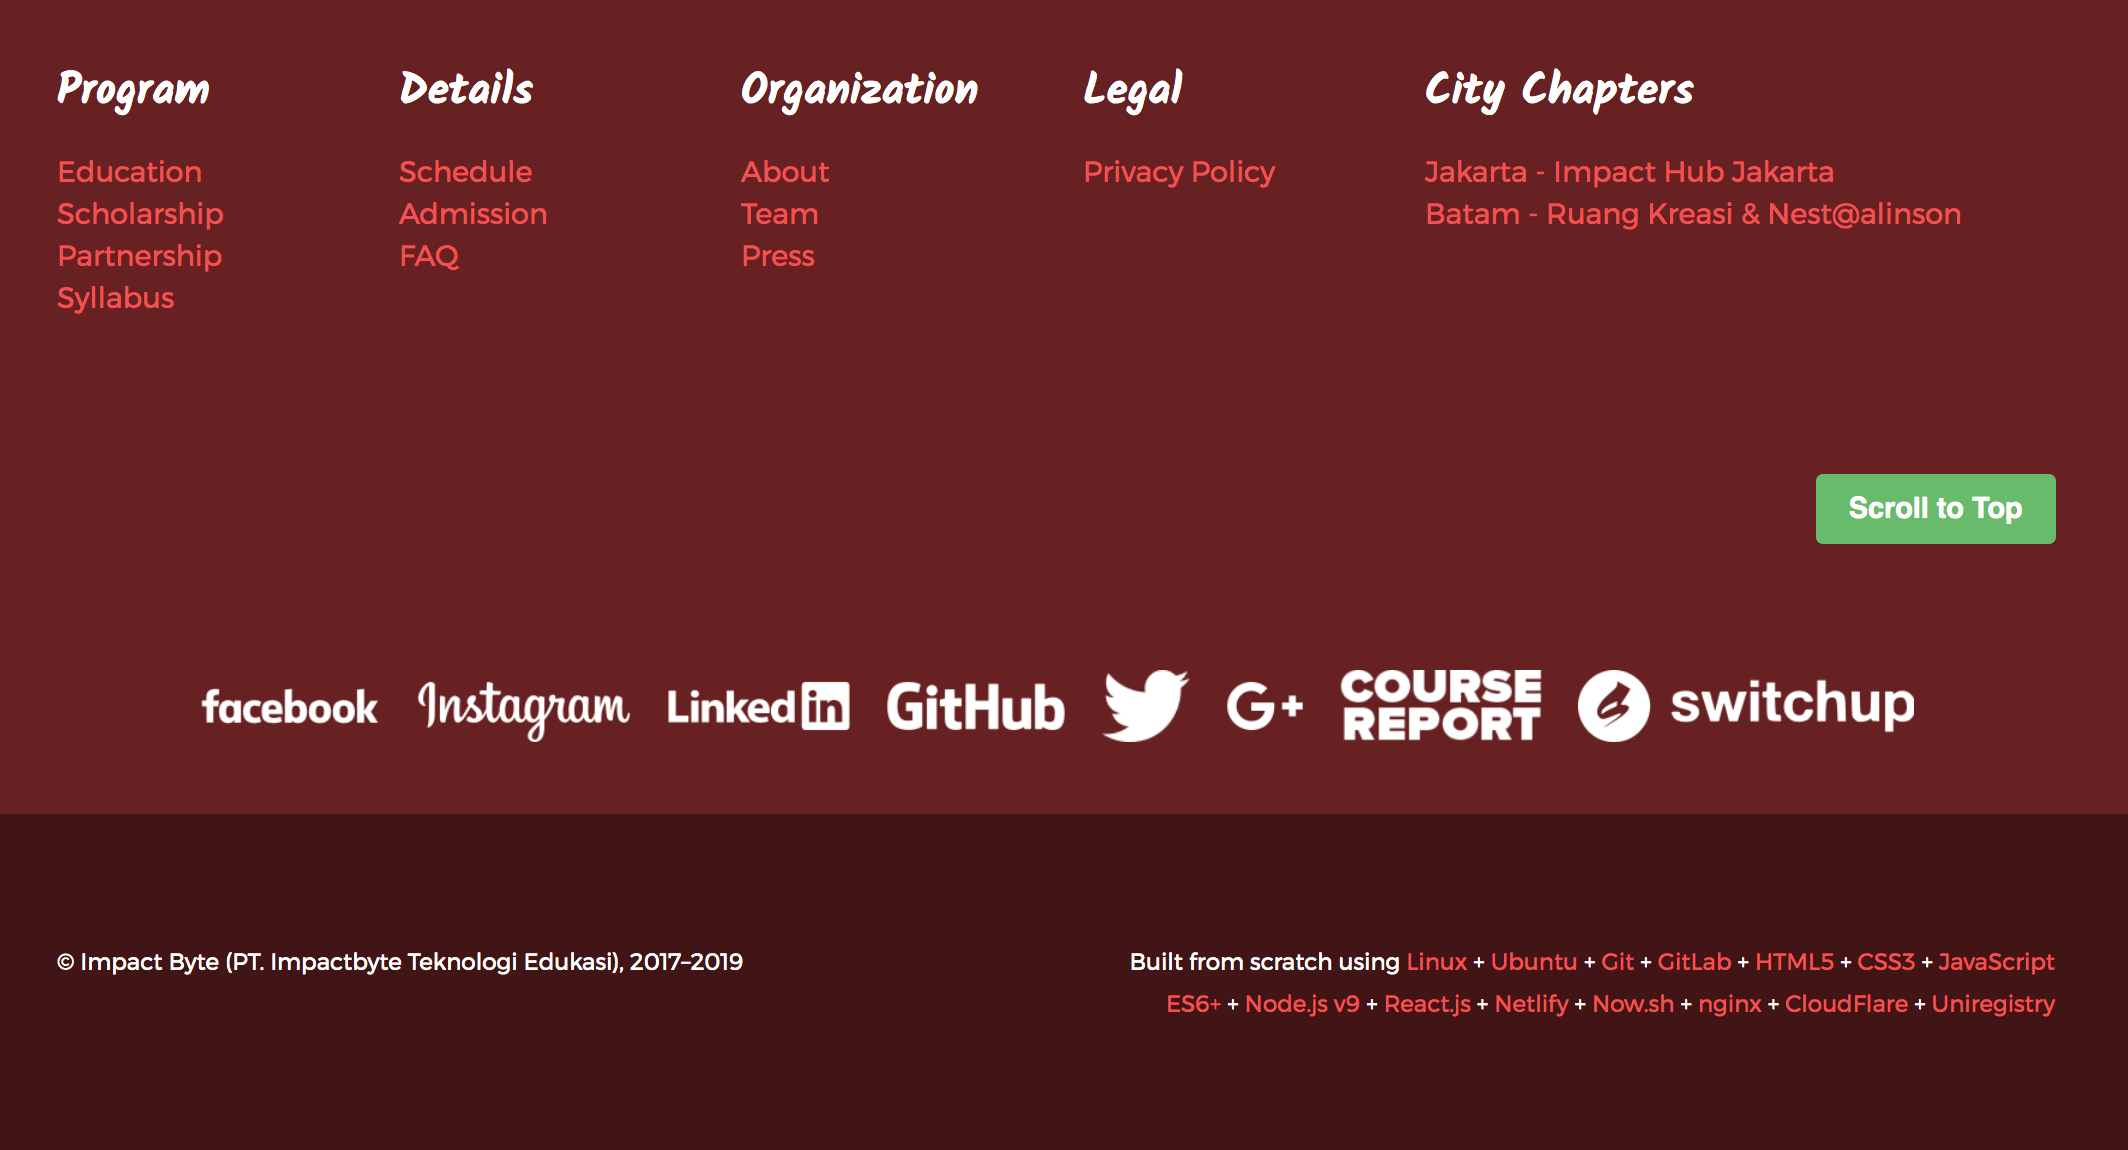 Program
Education
Scholarship
Partnership
Syllabus
Details
Schedule
Admission
FAQ
Organization
About
Team
Press
Legal
Privacy Policy
City Chapters
Jakarta - Impact Hub Jakarta
Batam - Ruang Kreasi & Nest@alinson
Scroll to Top
facebook
Instagram
Linkedin
GitHub
G+
COURSE
REPORT
switchup
© Impact Byte (PT. Impactbyte Teknologi Edukasi), 2017–2019
Built from scratch using Linux + Ubuntu + Git + GitLab + HTML5 + CSS3 + JavaScript
ES6+ + Node.js v9 + React.js + Netlify + Now.sh + nginx + CloudFlare + Uniregistry